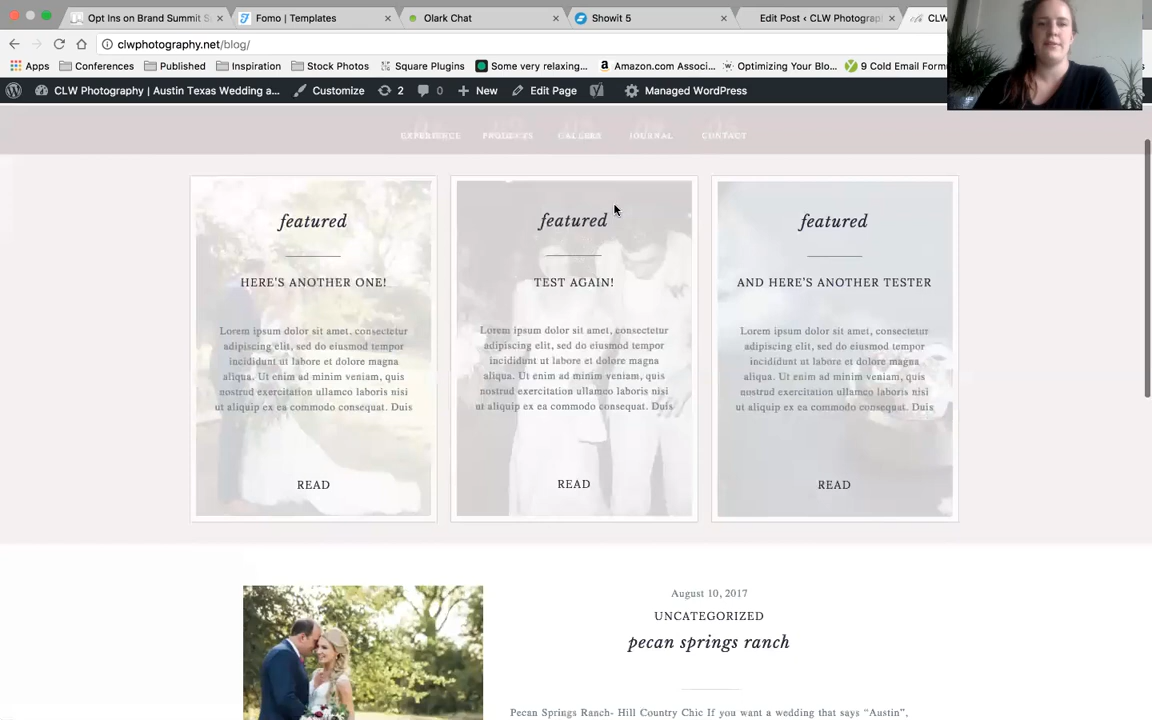 Opt Ins on Brand Summit S
Fomo | Templates
Olark Chat
Showit 5
Edit Post ‹ CLW Photograp
CLW
clwphotography.net/blog/
Apps
Conferences
Published
Inspiration
Stock Photos
Square Plugins
Some very relaxing...
Amazon.com Associ...
Optimizing Your Blo...
9 Cold Email Form
CLW Photography | Austin Texas Wedding a...
Customize
2
0
New
Edit Page
Managed WordPress
EXPERIENCE
PROJECTS
GALLERY
JOURNAL
CONTACT
featured
HERE'S ANOTHER ONE!
Lorem ipsum dolor sit amet, consectetur
adipiscing elit, sed do eiusmod tempor
incididunt ut labore et dolore magna
aliqua. Ut enim ad minim veniam, quis
nostrud exercitation ullamco laboris nisi
ut aliquip ex ea commodo consequat. Duis
READ
featured
TEST AGAIN!
Lorem ipsum dolor sit amet, consectetur
adipiscing elit, sed do eiusmod tempor
incididunt ut labore et dolore magna
aliqua. Ut enim ad minim veniam, quis
nostrud exercitation ullamco laboris nisi
ut aliquip ex ea commodo consequat. Duis
READ
featured
AND HERE'S ANOTHER TESTER
Lorem ipsum dolor sit amet, consectetur
adipiscing elit, sed do eiusmod tempor
incididunt ut labore et dolore magna
aliqua. Ut enim ad minim veniam, quis
nostrud exercitation ullamco laboris nisi
ut aliquip ex ea commodo consequat. Duis
READ
August 10, 2017
UNCATEGORIZED
pecan springs ranch
Pecan Springs Ranch- Hill Country Chic If you want a wedding that says “Austin”,